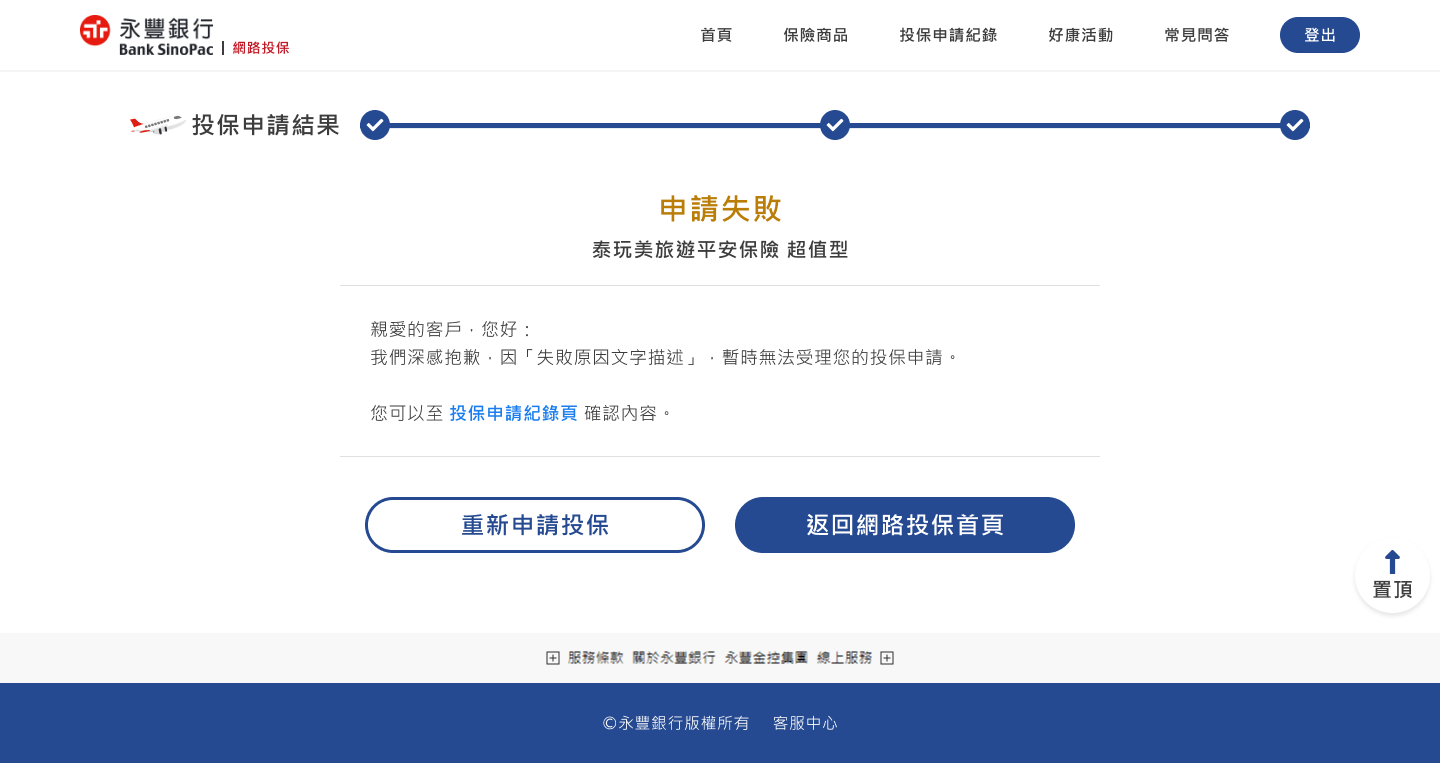 永豐銀行
Bank SinoPac | 網路投保
首頁 保險商品 投保申請紀錄 好康活動 常見問答 登出
投保申請結果
申請失敗
泰玩美旅遊平安保險 超值型
親愛的客戶，您好：
我們深感抱歉，因「失敗原因文字描述」，暫時無法受理您的投保申請。
您可以至 投保申請紀錄頁 確認內容。
重新申請投保 返回網路投保首頁
置頂
服務條款 關於永豐銀行 永豐金控集團 線上服務
©永豐銀行版權所有 客服中心